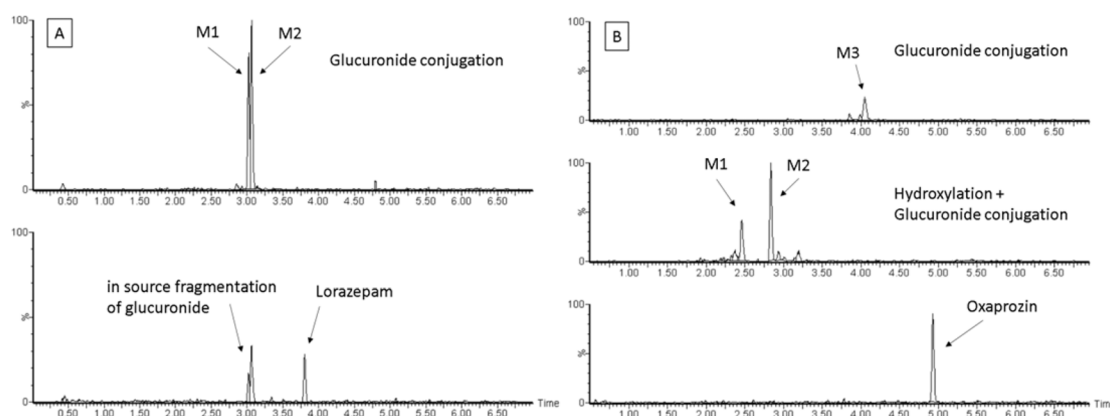 A
100
M1
M2
Glucuronide conjugation
%
0
0.50 1.00 1.50 2.00 2.50 3.00 3.50 4.00 4.50 5.00 5.50 6.00 6.50
100
in source fragmentation
of glucuronide
Lorazepam
%
0
0.50 1.00 1.50 2.00 2.50 3.00 3.50 4.00 4.50 5.00 5.50 6.00 6.50
Time
B
100
M3
Glucuronide conjugation
%
0
1.00 1.50 2.00 2.50 3.00 3.50 4.00 4.50 5.00 5.50 6.00 6.50
100
M1
M2
Hydroxylation +
Glucuronide conjugation
%
0
1.00 1.50 2.00 2.50 3.00 3.50 4.00 4.50 5.00 5.50 6.00 6.50
100
Oxaprozin
%
0
1.00 1.50 2.00 2.50 3.00 3.50 4.00 4.50 5.00 5.50 6.00 6.50
Time